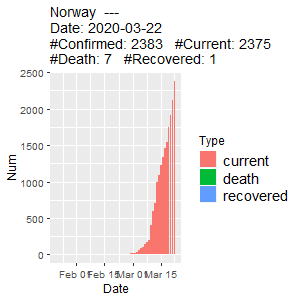 Norway  ---
Date: 2020-03-22
#Confirmed: 2383   #Current: 2375
#Death: 7   #Recovered: 1
2500
2000
1500
1000
500
0
Num
Feb 01 Feb 15 Mar 01 Mar 15
Date
Type
current
death
recovered